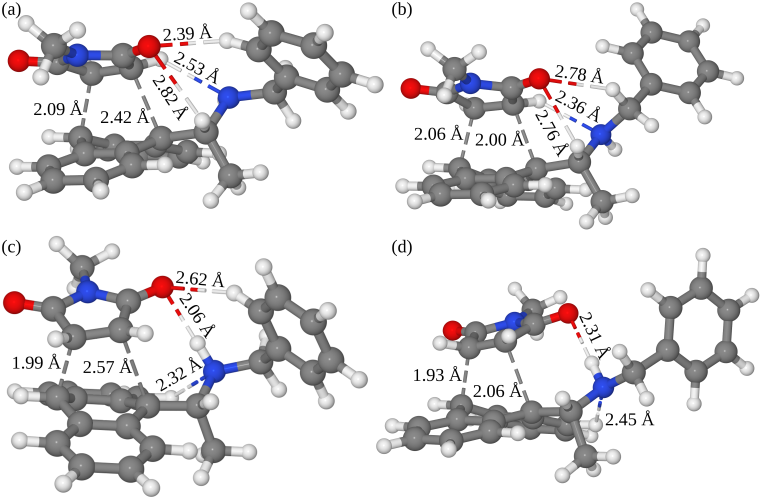 (a)
2.39 Å
2.53 Å
2.82 Å
2.09 Å
2.42 Å
(b)
2.78 Å
2.36 Å
2.76 Å
2.06 Å
2.00 Å
(c)
2.62 Å
2.06 Å
1.99 Å
2.57 Å
2.32 Å
(d)
2.31 Å
1.93 Å
2.06 Å
2.45 Å